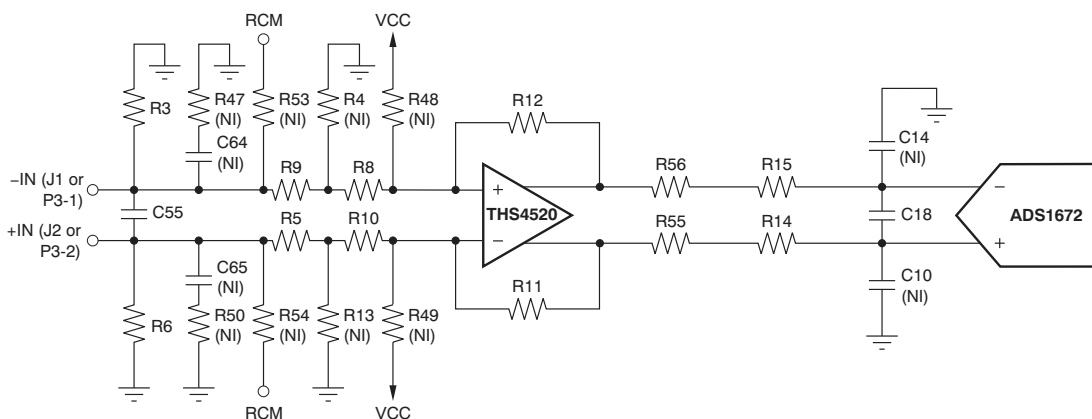 RCM
VCC
R3
R47
(NI)
R53
(NI)
R4
(NI)
R48
R12
C64
(NI)
R9
R8
–IN (J1 or
P3-1)
C55
+IN (J2 or
P3-2)
R5
R10
+
THS4520
–
R56
R15
R55
R14
C14
(NI)
C18
C10
(NI)
–
ADS1672
+
C65
(NI)
R11
R6
R50
(NI)
R54
(NI)
R13
(NI)
R49
(NI)
RCM
VCC